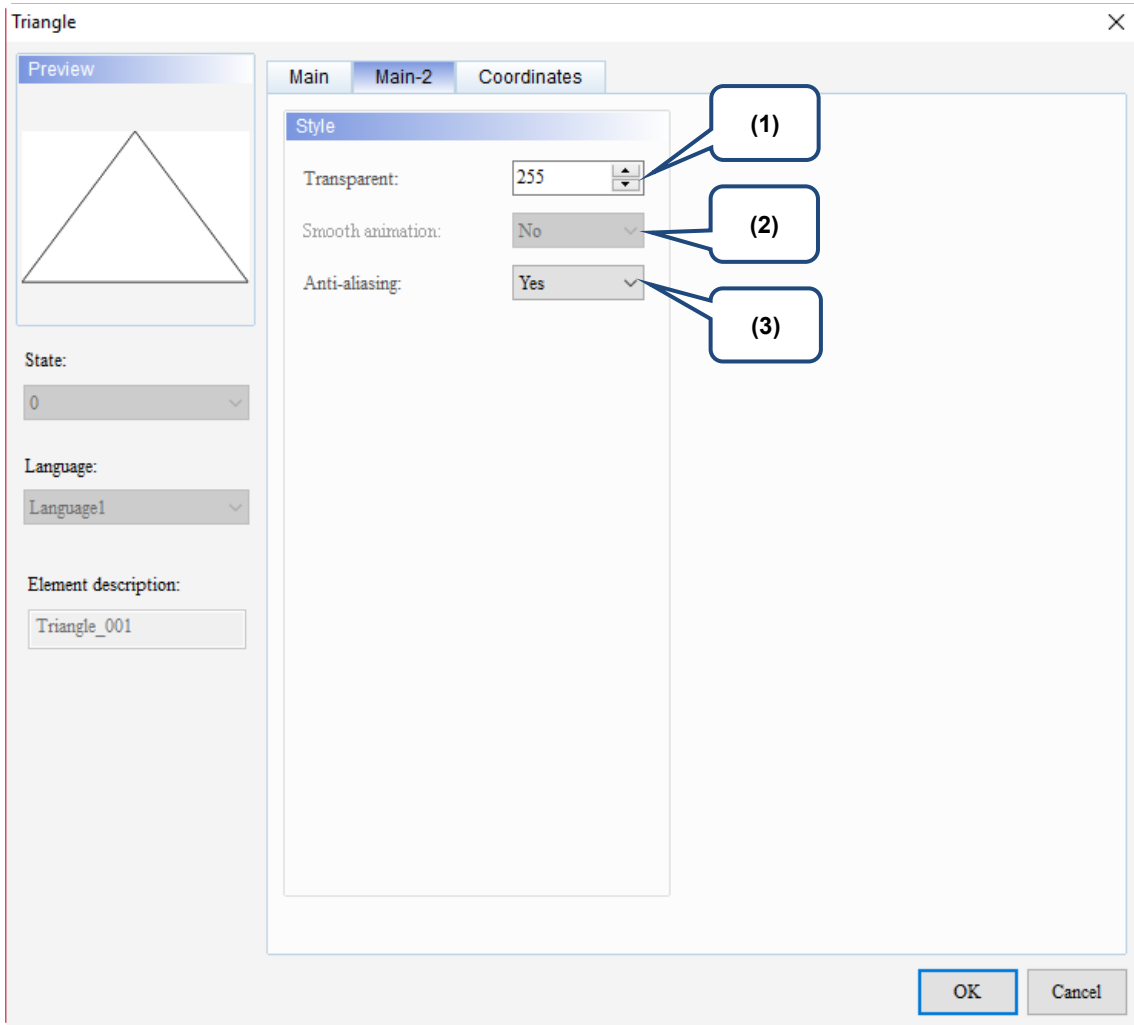 Triangle
Preview
State:
0
Language:
Language1
Element description:
Triangle_001
Main Main-2 Coordinates
Style
Transparent: 255
Smooth animation: No
Anti-aliasing: Yes
(1)
(2)
(3)
OK Cancel